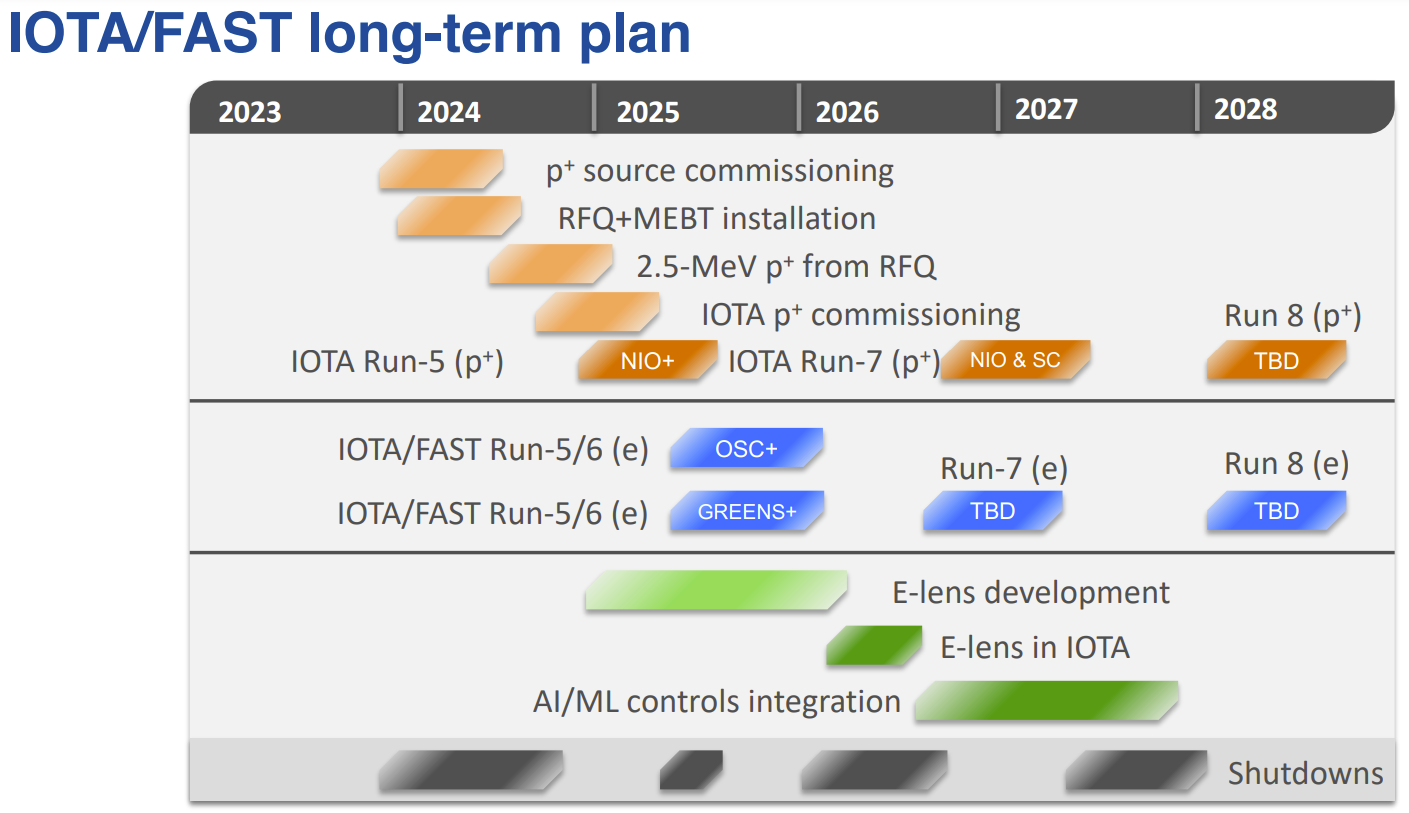 IOTA/FAST long-term plan
2023 2024 2025 2026 2027 2028
p⁺ source commissioning
RFQ+MEBT installation
2.5-MeV p⁺ from RFQ
IOTA p⁺ commissioning
Run 8 (p⁺)
IOTA Run-5 (p⁺) NIO+ IOTA Run-7 (p⁺) NIO & SC TBD
IOTA/FAST Run-5/6 (e) OSC+
Run-7 (e) Run 8 (e)
IOTA/FAST Run-5/6 (e) GREENS+ TBD TBD
E-lens development
E-lens in IOTA
AI/ML controls integration
Shutdowns